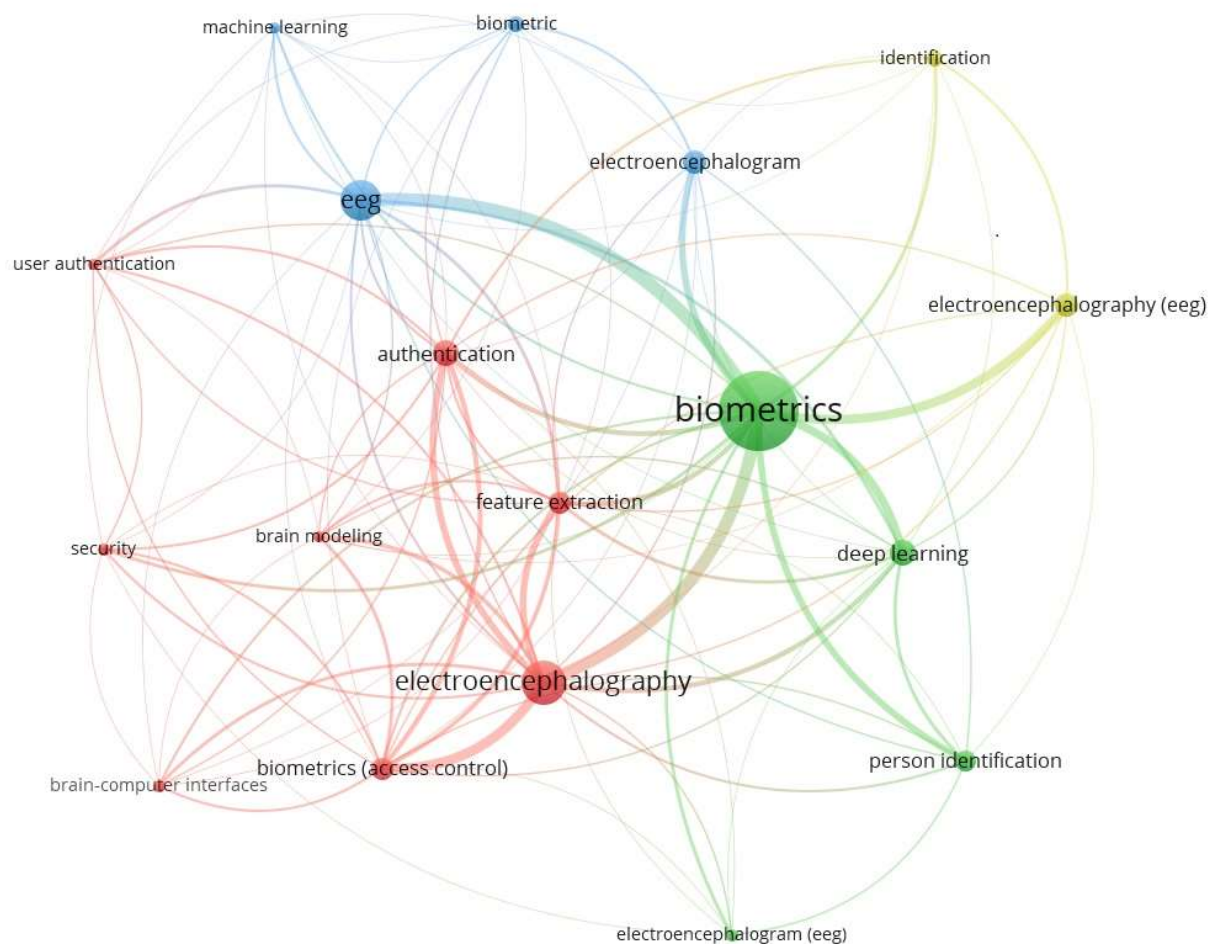 machine learning
biometric
identification
electroencephalogram
eeg
user authentication
electroencephalography (eeg)
authentication
biometrics
feature extraction
brain modeling
security
deep learning
electroencephalography
biometrics (access control)
person identification
brain-computer interfaces
electroencephalogram (eeg)